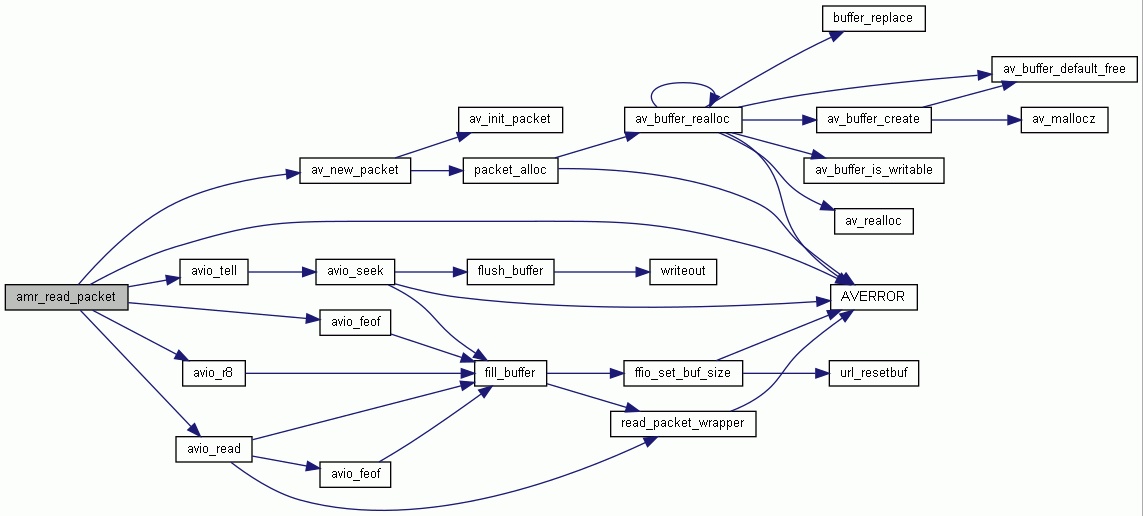 buffer_replace
av_buffer_default_free
av_init_packet
av_buffer_realloc
av_buffer_create
av_mallocz
av_new_packet
packet_alloc
av_buffer_is_writable
av_realloc
avio_tell
avio_seek
flush_buffer
writeout
amr_read_packet
AVERROR
avio_feof
avio_r8
fill_buffer
ffio_set_buf_size
url_resetbuf
read_packet_wrapper
avio_read
avio_feof